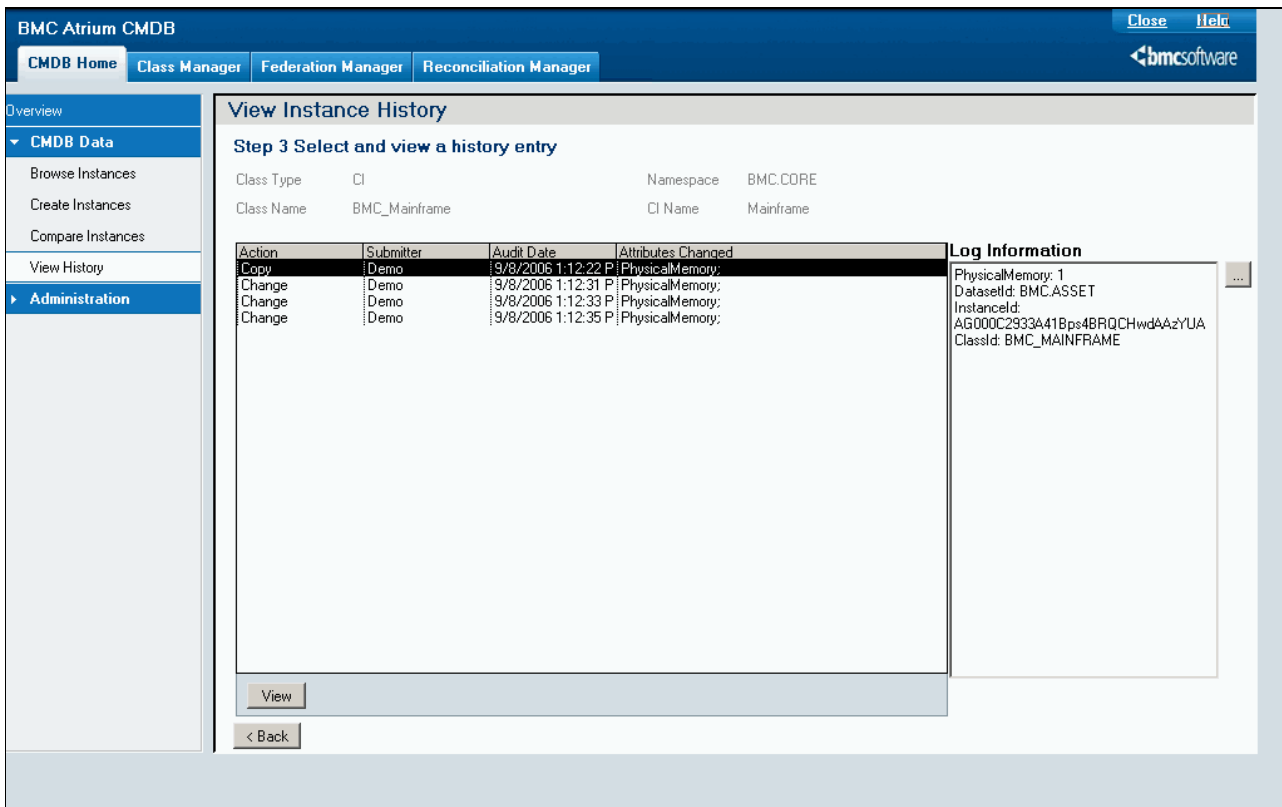 BMC Atrium CMDB
Close Help
CMDB Home Class Manager Federation Manager Reconciliation Manager
bmcsoftware
Overview
View Instance History
CMDB Data
Step 3 Select and view a history entry
Browse Instances
Class Type CI Namespace BMC.CORE
Create Instances
Class Name BMC_Mainframe CI Name Mainframe
Compare Instances
View History
Administration
Action Submitter Audit Date Attributes Changed
Copy Demo 9/8/2006 1:12:22 P PhysicalMemory;
Change Demo 9/8/2006 1:12:31 P PhysicalMemory;
Change Demo 9/8/2006 1:12:33 P PhysicalMemory;
Change Demo 9/8/2006 1:12:35 P PhysicalMemory;
Log Information
PhysicalMemory: 1
DatasetId: BMC.ASSET
InstanceId:
AG000C2933A41Bps4BRQCHwdAAzYUA
ClassId: BMC_MAINFRAME
...
View
< Back